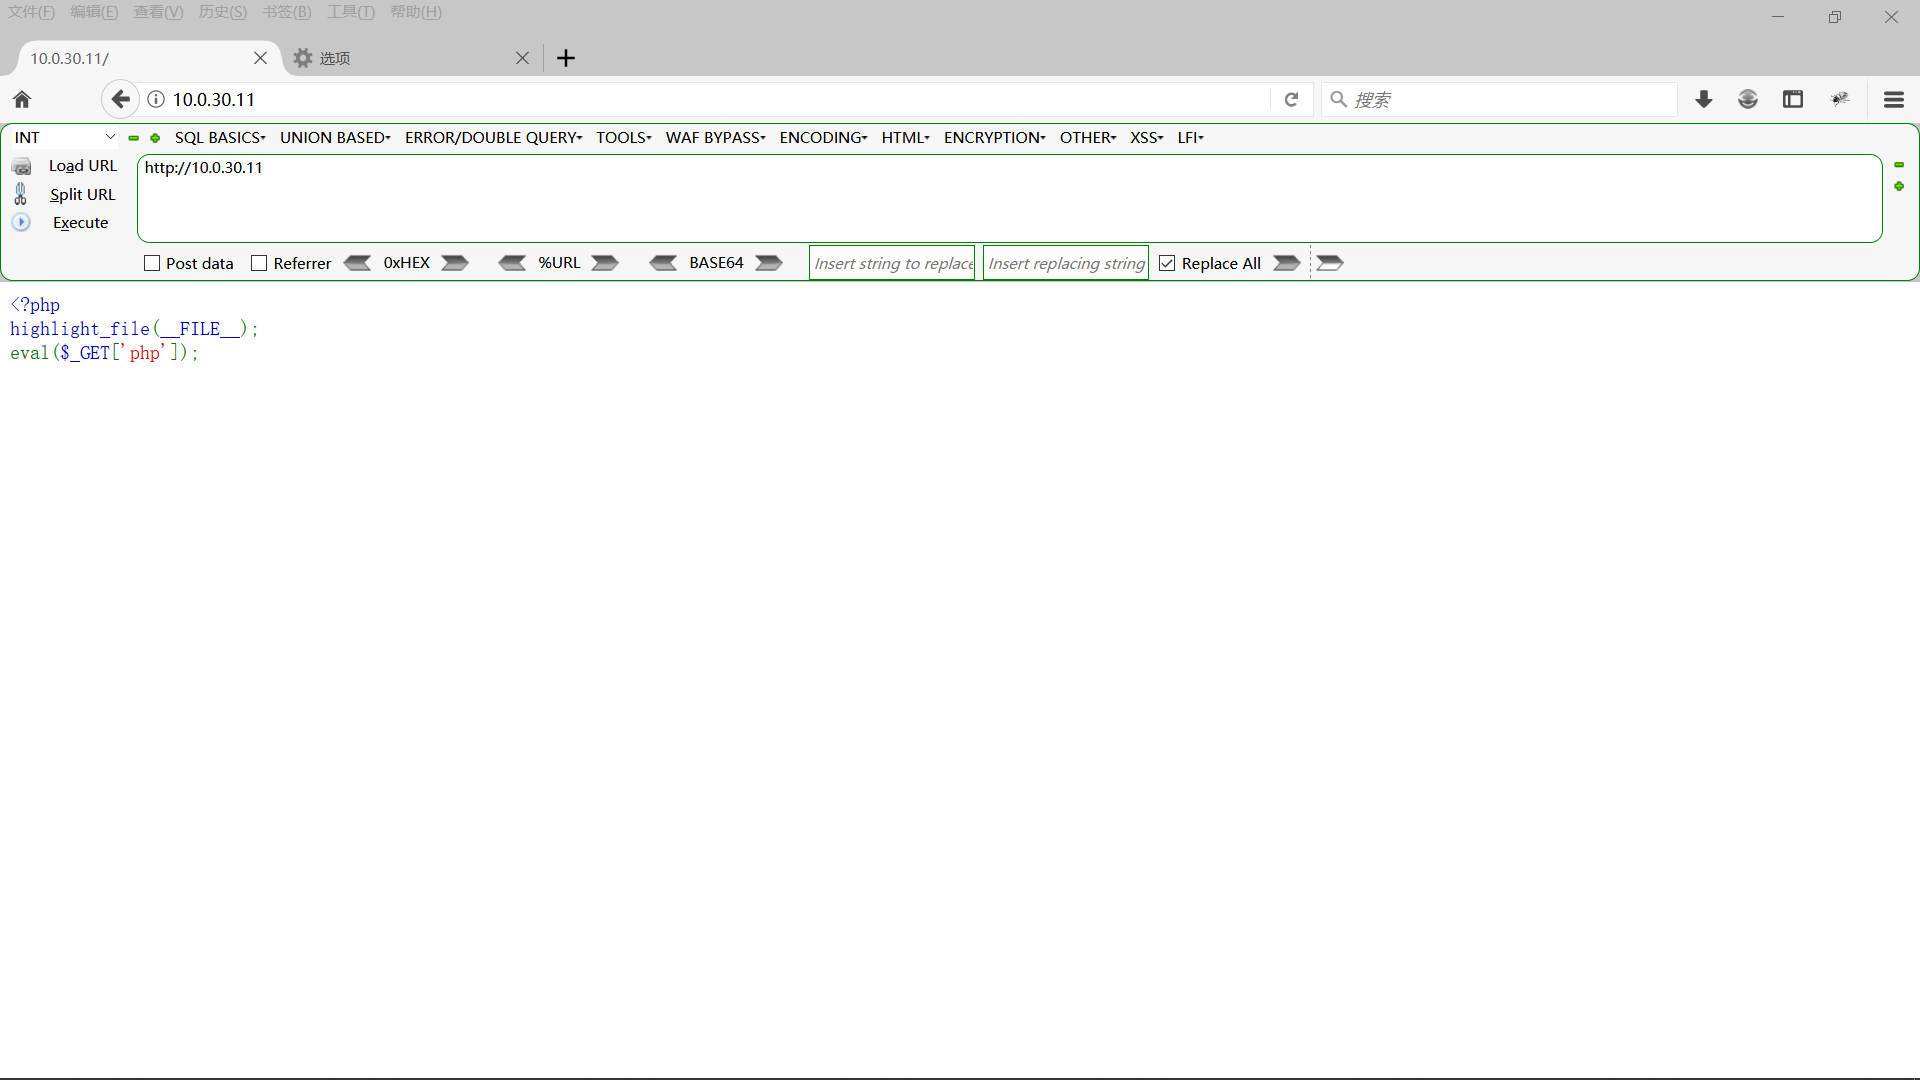 文件(F) 编辑(E) 查看(V) 历史(S) 书签(B) 工具(T) 帮助(H)
10.0.30.11/ 选项
10.0.30.11 搜索
INT SQL BASICS UNION BASED ERROR/DOUBLE QUERY TOOLS WAF BYPASS ENCODING HTML ENCRYPTION OTHER XSS LFI
Load URL http://10.0.30.11
Split URL
Execute
Post data Referrer 0xHEX %URL BASE64 Insert string to replace Insert replacing string Replace All
<?php
highlight_file(__FILE__);
eval($_GET['php']);